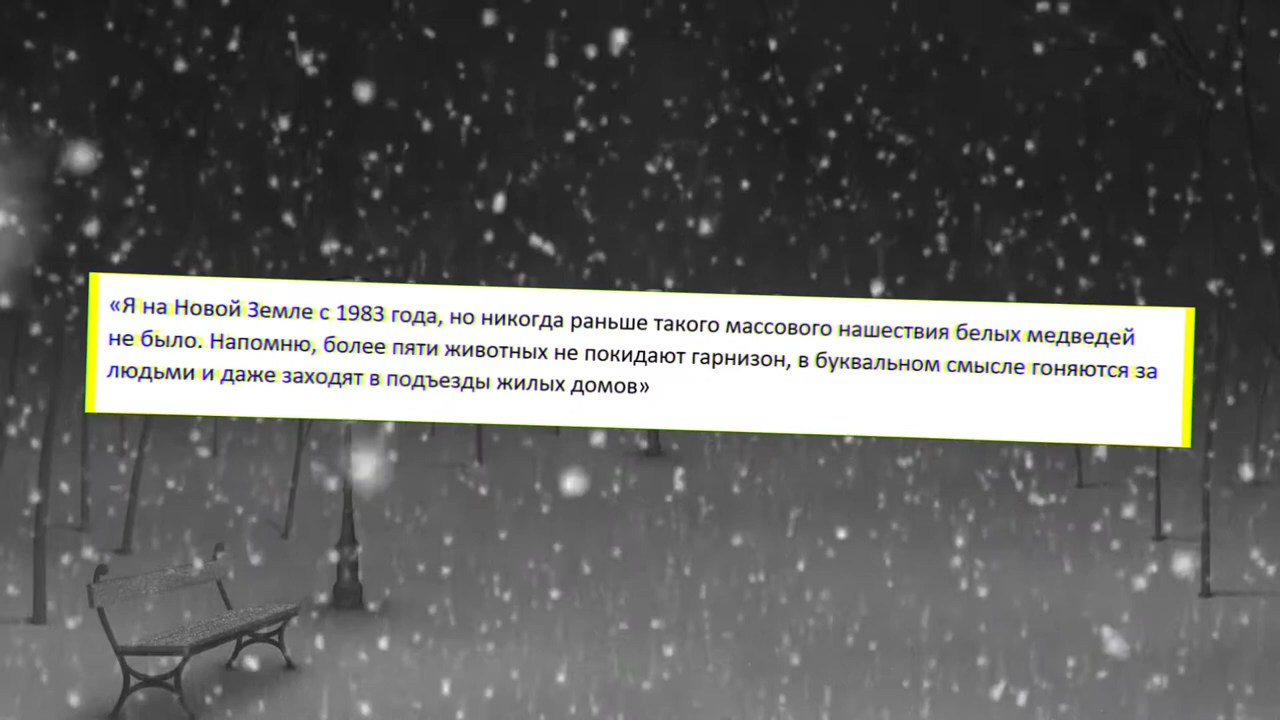 «Я на Новой Земле с 1983 года, но никогда раньше такого массового нашествия белых медведей
не было. Напомню, более пяти животных не покидают гарнизон, в буквальном смысле гоняются за
людьми и даже заходят в подъезды жилых домов»